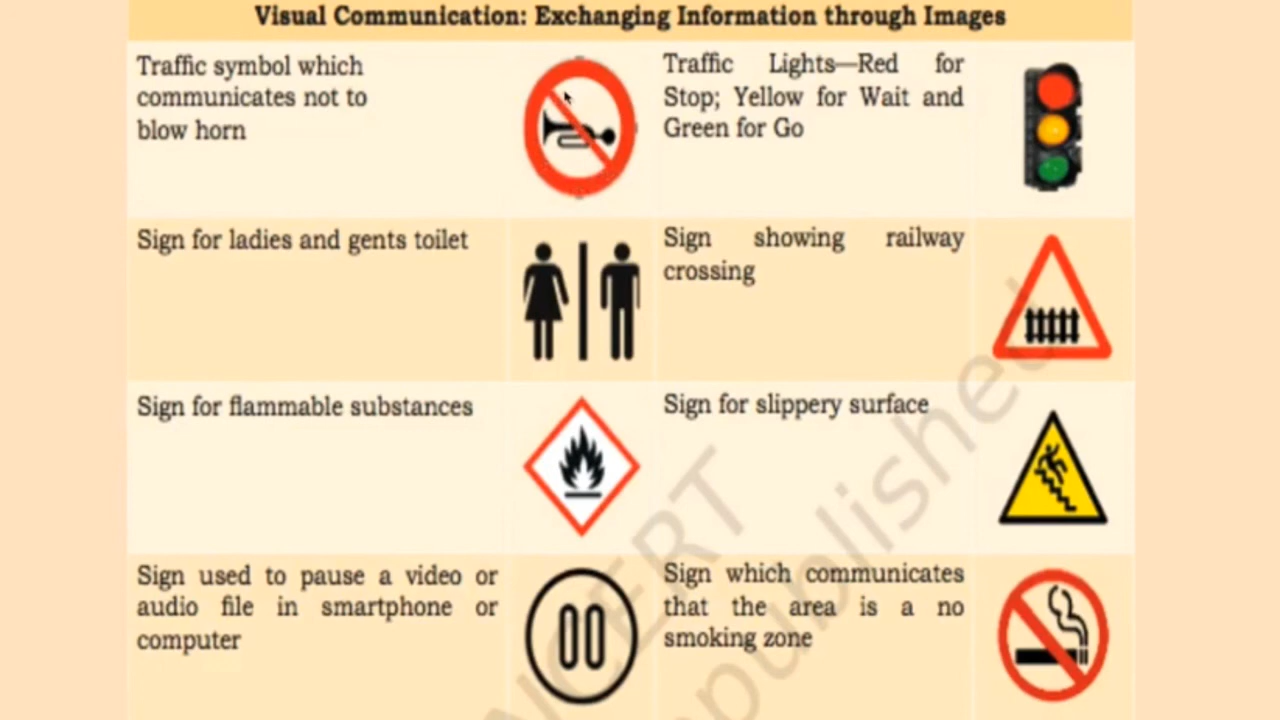 Visual Communication: Exchanging Information through Images
Traffic symbol which
communicates not to
blow horn
Traffic Lights—Red for
Stop; Yellow for Wait and
Green for Go
Sign for ladies and gents toilet
Sign showing railway
crossing
Sign for flammable substances
Sign for slippery surface
Sign used to pause a video or
audio file in smartphone or
computer
Sign which communicates
that the area is a no
smoking zone
NCERT
published